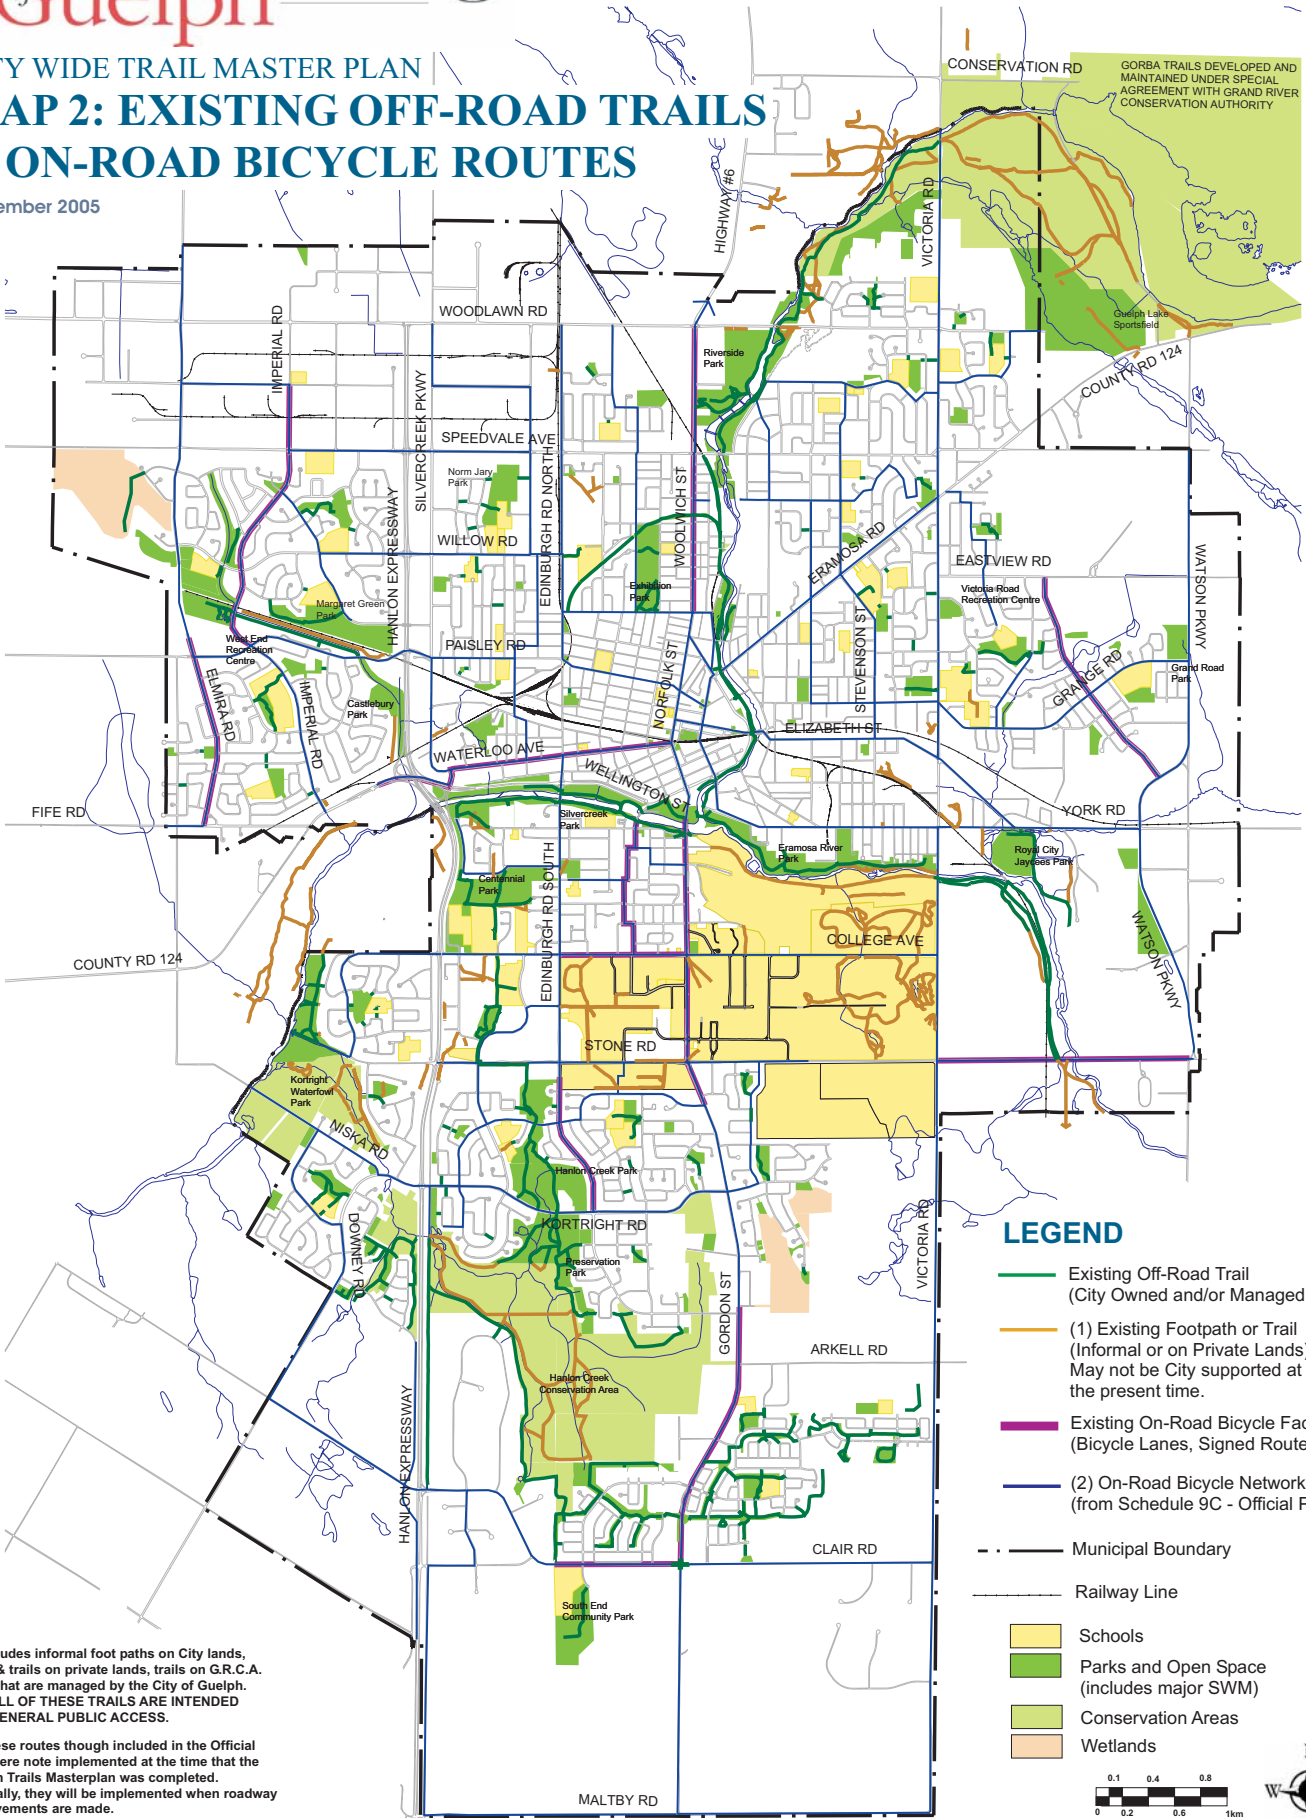 Guelph
TY WIDE TRAIL MASTER PLAN
AP 2: EXISTING OFF-ROAD TRAILS
ON-ROAD BICYCLE ROUTES
ember 2005
CONSERVATION RD
GORBA TRAILS DEVELOPED AND
MAINTAINED UNDER SPECIAL
AGREEMENT WITH GRAND RIVER
CONSERVATION AUTHORITY
HIGHWAY #6
VICTORIA RD
WOODLAWN RD
IMPERIAL RD
Guelph Lake
Sportsfield
Riverside
Park
COUNTY RD 124
SILVERCREEK PKWY
SPEEDVALE AVE
EDINBURGH RD NORTH
Norm Jary
Park
WOOLWICH ST
HANLON EXPRESSWAY
WILLOW RD
ERAMOSA RD
EASTVIEW RD
WATSON PKWY
Exhibition
Park
Victoria Road
Recreation Centre
Margaret Green
Park
STEVENSON ST
West End
Recreation
Centre
PAISLEY RD
NORFOLK ST
GRANGE RD
Grand Road
Park
ELMIRA RD
IMPERIAL RD
Castlebury
Park
ELIZABETH ST
WATERLOO AVE
WELLINGTON ST
FIFE RD
YORK RD
Silvercreek
Park
Eramosa River
Park
Royal City
Jaycees Park
Centennial
Park
EDINBURGH RD SOUTH
COLLEGE AVE
WATSON PKWY
COUNTY RD 124
STONE RD
Kortright
Waterfowl
Park
NISKA RD
Hanlon Creek Park
DOWNEY RD
KORTRIGHT RD
VICTORIA RD
Preservation
Park
GORDON ST
ARKELL RD
Hanlon Creek
Conservation Area
HANLON EXPRESSWAY
CLAIR RD
South End
Community Park
MALTBY RD
LEGEND
Existing Off-Road Trail
(City Owned and/or Managed
(1) Existing Footpath or Trail
(Informal or on Private Lands)
May not be City supported at
the present time.
Existing On-Road Bicycle Fac
(Bicycle Lanes, Signed Route
(2) On-Road Bicycle Network
(from Schedule 9C - Official P
Municipal Boundary
Railway Line
Schools
Parks and Open Space
(includes major SWM)
Conservation Areas
Wetlands
0.1 0.4 0.8
0 0.2 0.6 1km
W
udes informal foot paths on City lands,
& trails on private lands, trails on G.R.C.A.
hat are managed by the City of Guelph.
LL OF THESE TRAILS ARE INTENDED
ENERAL PUBLIC ACCESS.
se routes though included in the Official
ere note implemented at the time that the
n Trails Masterplan was completed.
ally, they will be implemented when roadway
vements are made.